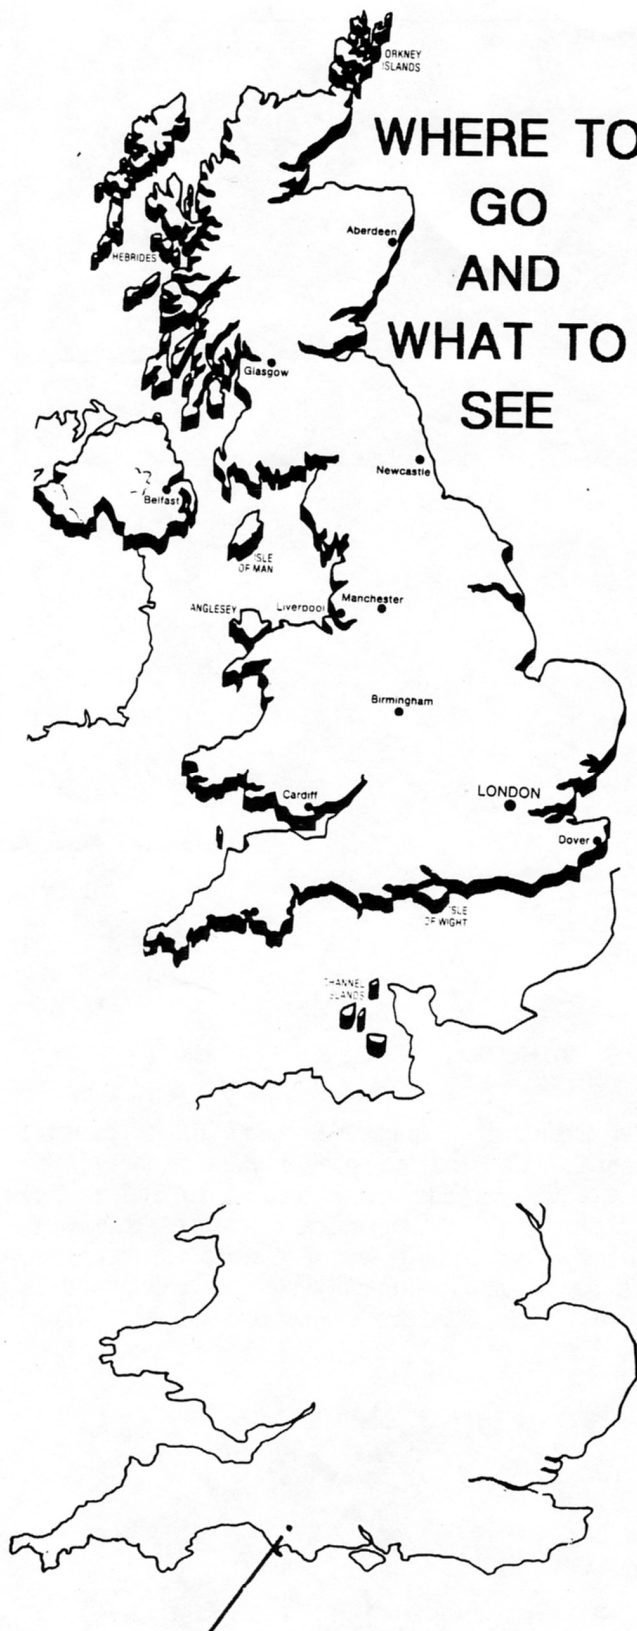 ORKNEY
ISLANDS
WHERE TO
GO
AND
WHAT TO
SEE
Aberdeen
HEBRIDES
Glasgow
Newcastle
Belfast
ISLE
OF MAN
ANGLESEY
Liverpool
Manchester
Birmingham
Cardiff
LONDON
Dover
ISLE
OF WIGHT
CHANNEL
ISLANDS